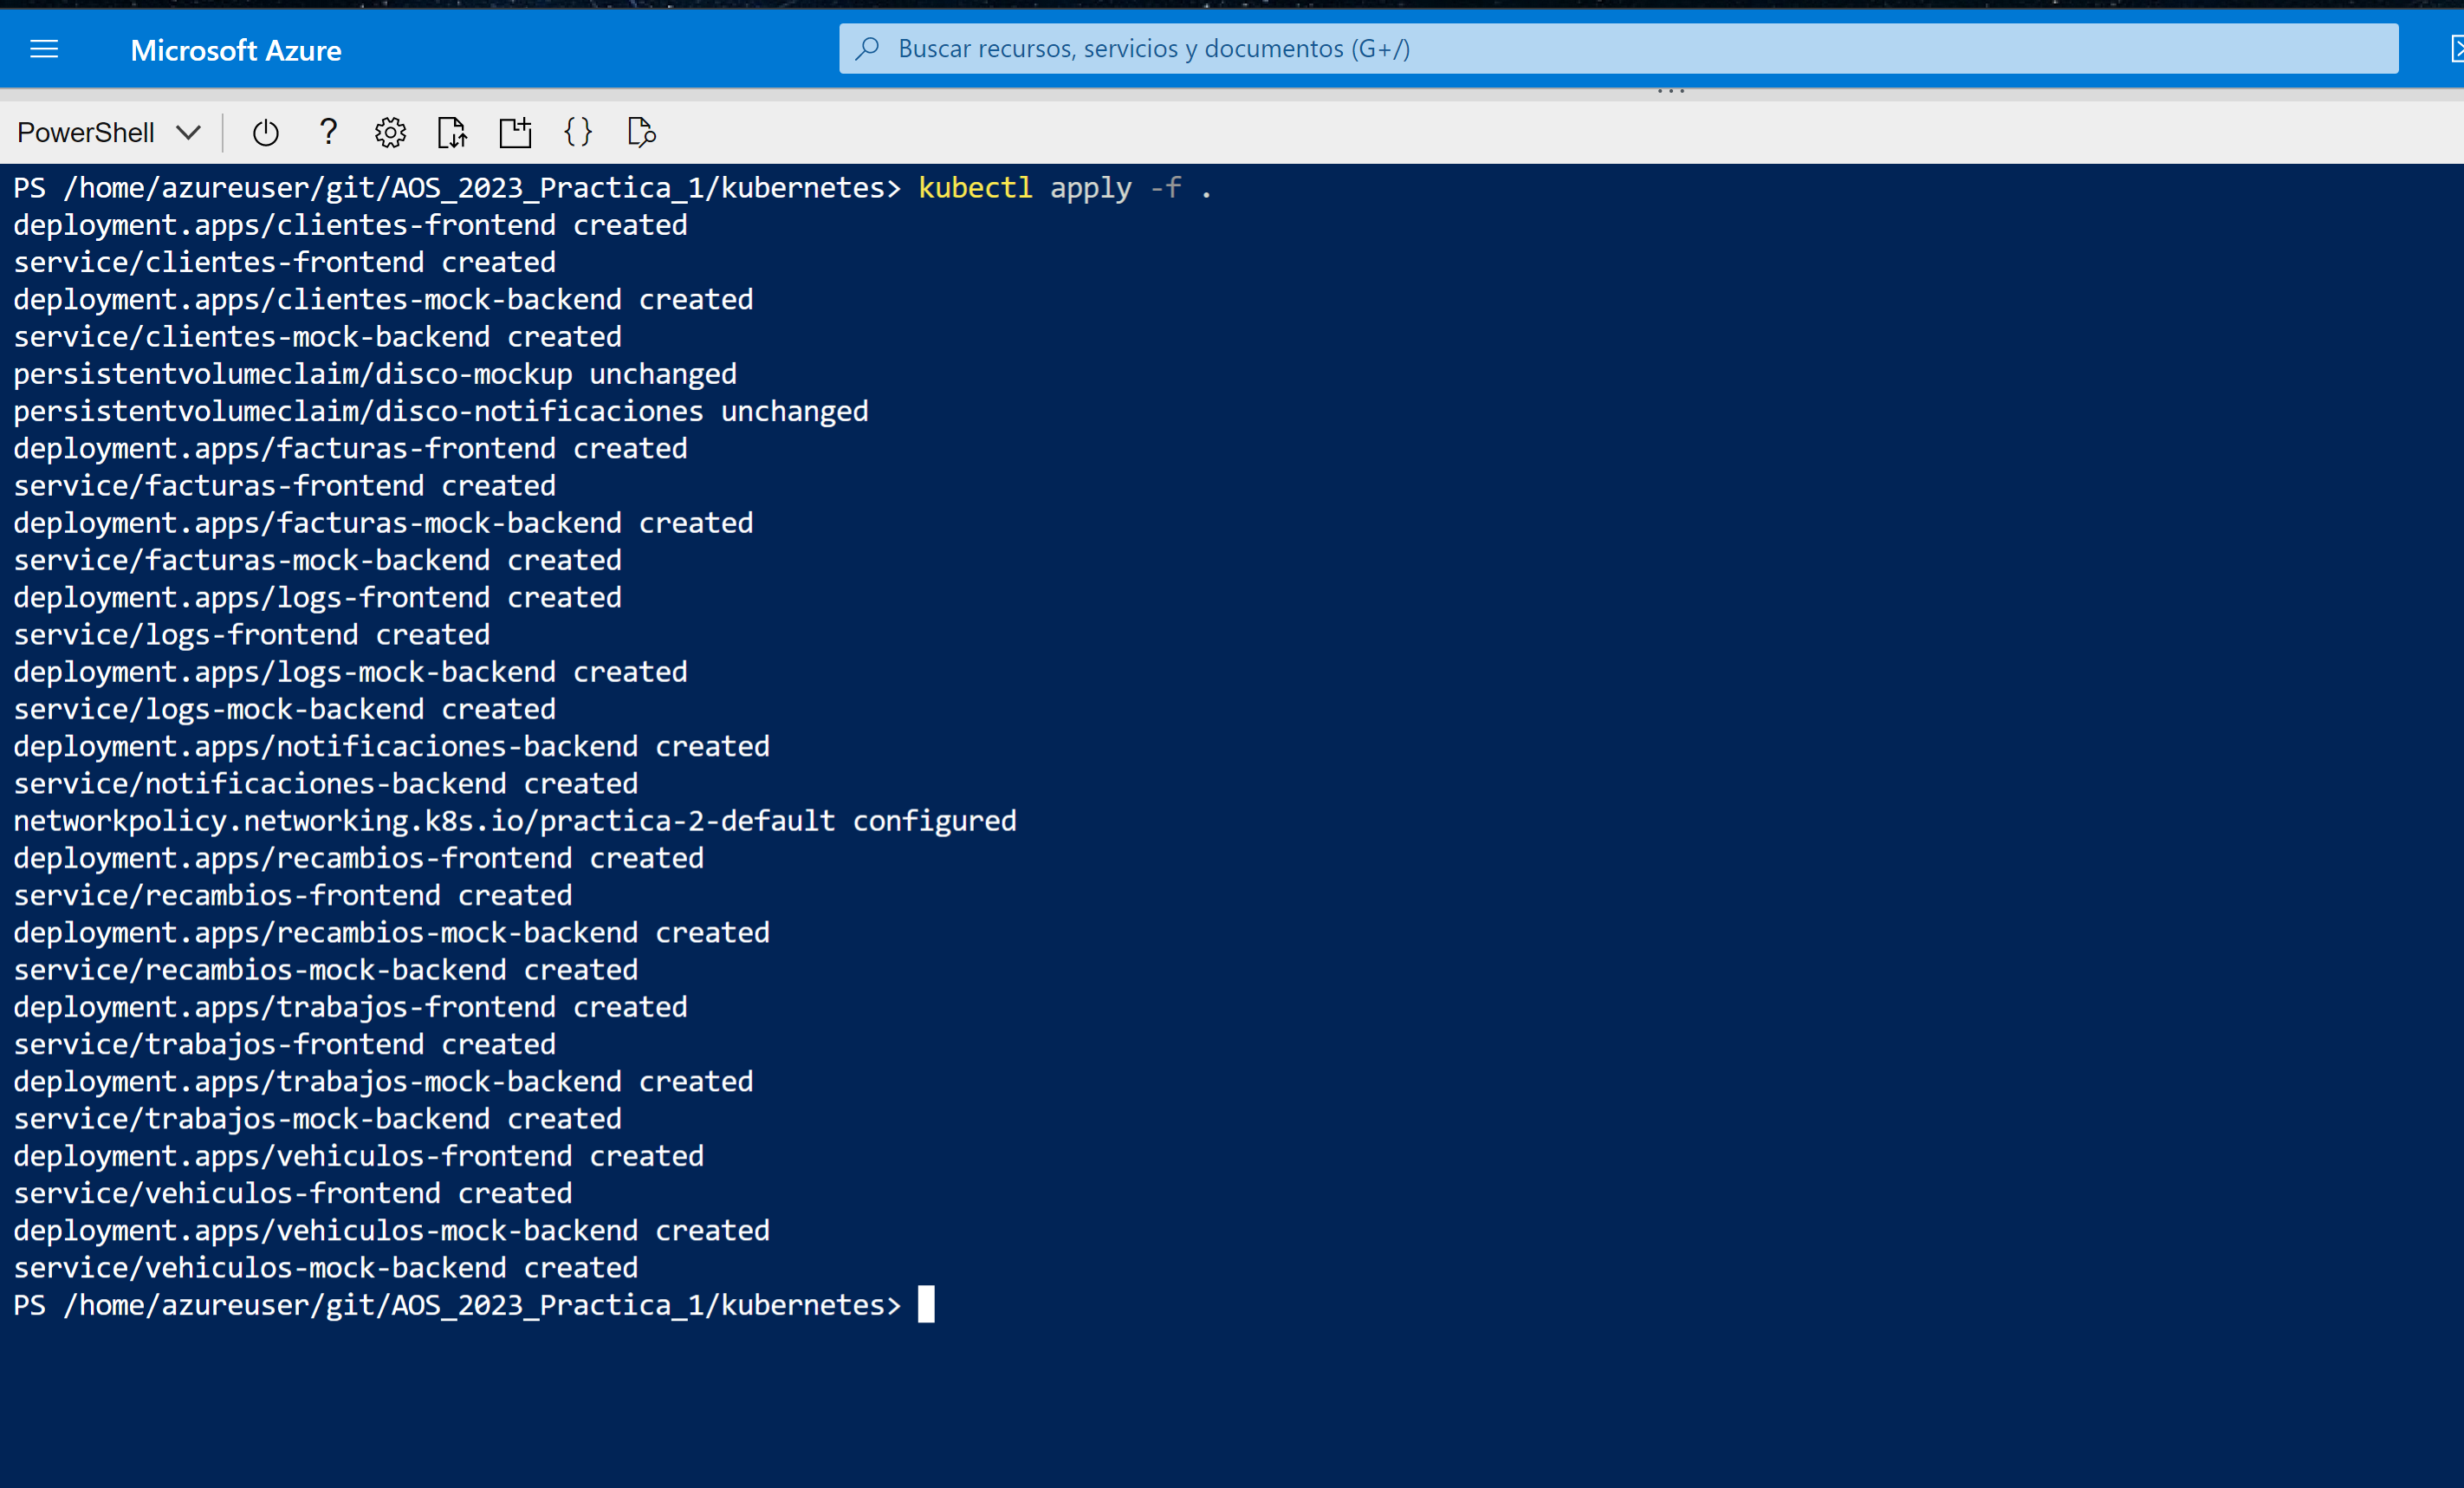 Microsoft Azure
Buscar recursos, servicios y documentos (G+/)
PowerShell
PS /home/azureuser/git/AOS_2023_Practica_1/kubernetes> kubectl apply -f .
deployment.apps/clientes-frontend created
service/clientes-frontend created
deployment.apps/clientes-mock-backend created
service/clientes-mock-backend created
persistentvolumeclaim/disco-mockup unchanged
persistentvolumeclaim/disco-notificaciones unchanged
deployment.apps/facturas-frontend created
service/facturas-frontend created
deployment.apps/facturas-mock-backend created
service/facturas-mock-backend created
deployment.apps/logs-frontend created
service/logs-frontend created
deployment.apps/logs-mock-backend created
service/logs-mock-backend created
deployment.apps/notificaciones-backend created
service/notificaciones-backend created
networkpolicy.networking.k8s.io/practica-2-default configured
deployment.apps/recambios-frontend created
service/recambios-frontend created
deployment.apps/recambios-mock-backend created
service/recambios-mock-backend created
deployment.apps/trabajos-frontend created
service/trabajos-frontend created
deployment.apps/trabajos-mock-backend created
service/trabajos-mock-backend created
deployment.apps/vehiculos-frontend created
service/vehiculos-frontend created
deployment.apps/vehiculos-mock-backend created
service/vehiculos-mock-backend created
PS /home/azureuser/git/AOS_2023_Practica_1/kubernetes>